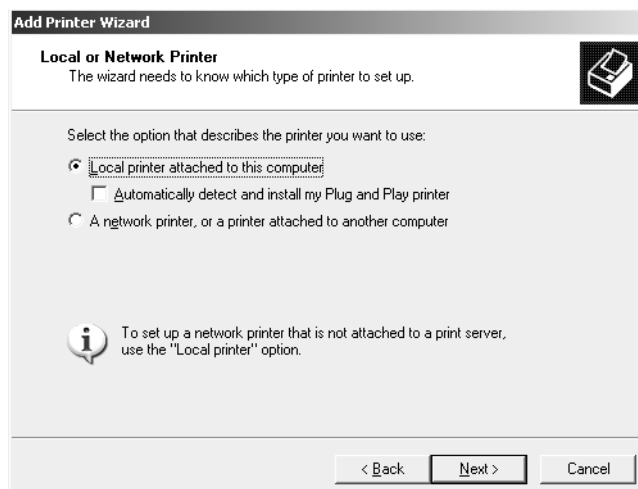 Add Printer Wizard
Local or Network Printer
The wizard needs to know which type of printer to set up.
Select the option that describes the printer you want to use:
Local printer attached to this computer
Automatically detect and install my Plug and Play printer
A network printer, or a printer attached to another computer
To set up a network printer that is not attached to a print server,
use the "Local printer" option.
< Back
Next >
Cancel